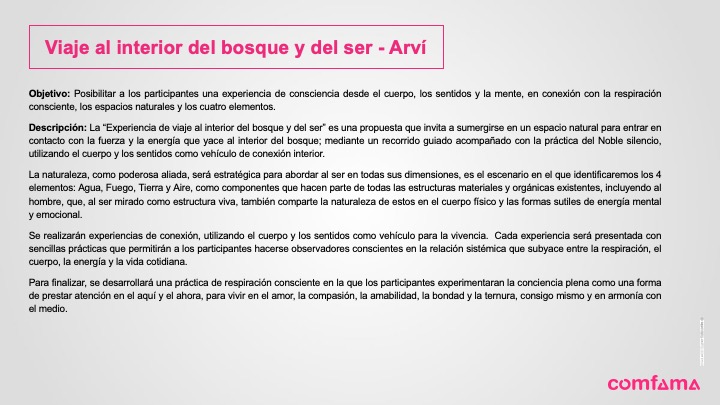 Viaje al interior del bosque y del ser - Arví
Objetivo: Posibilitar a los participantes una experiencia de consciencia desde el cuerpo, los sentidos y la mente, en conexión con la respiración
consciente, los espacios naturales y los cuatro elementos.
Descripción: La “Experiencia de viaje al interior del bosque y del ser” es una propuesta que invita a sumergirse en un espacio natural para entrar en
contacto con la fuerza y la energía que yace al interior del bosque; mediante un recorrido guiado acompañado con la práctica del Noble silencio,
utilizando el cuerpo y los sentidos como vehículo de conexión interior.
La naturaleza, como poderosa aliada, será estratégica para abordar al ser en todas sus dimensiones, es el escenario en el que identificaremos los 4
elementos: Agua, Fuego, Tierra y Aire, como componentes que hacen parte de todas las estructuras materiales y orgánicas existentes, incluyendo al
hombre, que, al ser mirado como estructura viva, también comparte la naturaleza de estos en el cuerpo físico y las formas sutiles de energía mental
y emocional.
Se realizarán experiencias de conexión, utilizando el cuerpo y los sentidos como vehículo para la vivencia. Cada experiencia será presentada con
sencillas prácticas que permitirán a los participantes hacerse observadores conscientes en la relación sistémica que subyace entre la respiración, el
cuerpo, la energía y la vida cotidiana.
Para finalizar, se desarrollará una práctica de respiración consciente en la que los participantes experimentaran la conciencia plena como una forma
de prestar atención en el aquí y el ahora, para vivir en el amor, la compasión, la amabilidad, la bondad y la ternura, consigo mismo y en armonía con
el medio.
comfama